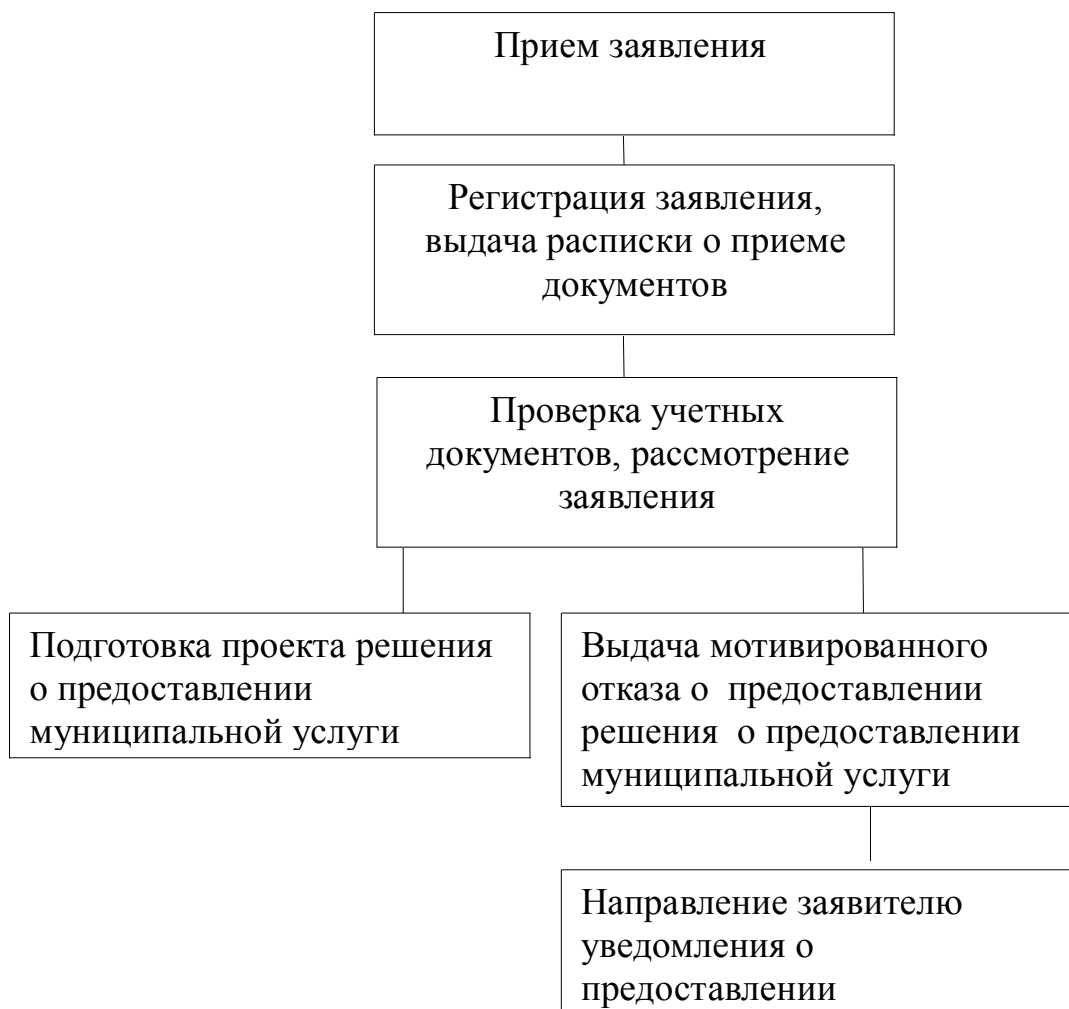 Прием заявления
Регистрация заявления,
выдача расписки о приеме
документов
Проверка учетных
документов, рассмотрение
заявления
Подготовка проекта решения
о предоставлении
муниципальной услуги
Выдача мотивированного
отказа о предоставлении
решения о предоставлении
муниципальной услуги
Направление заявителю
уведомления о
предоставлении